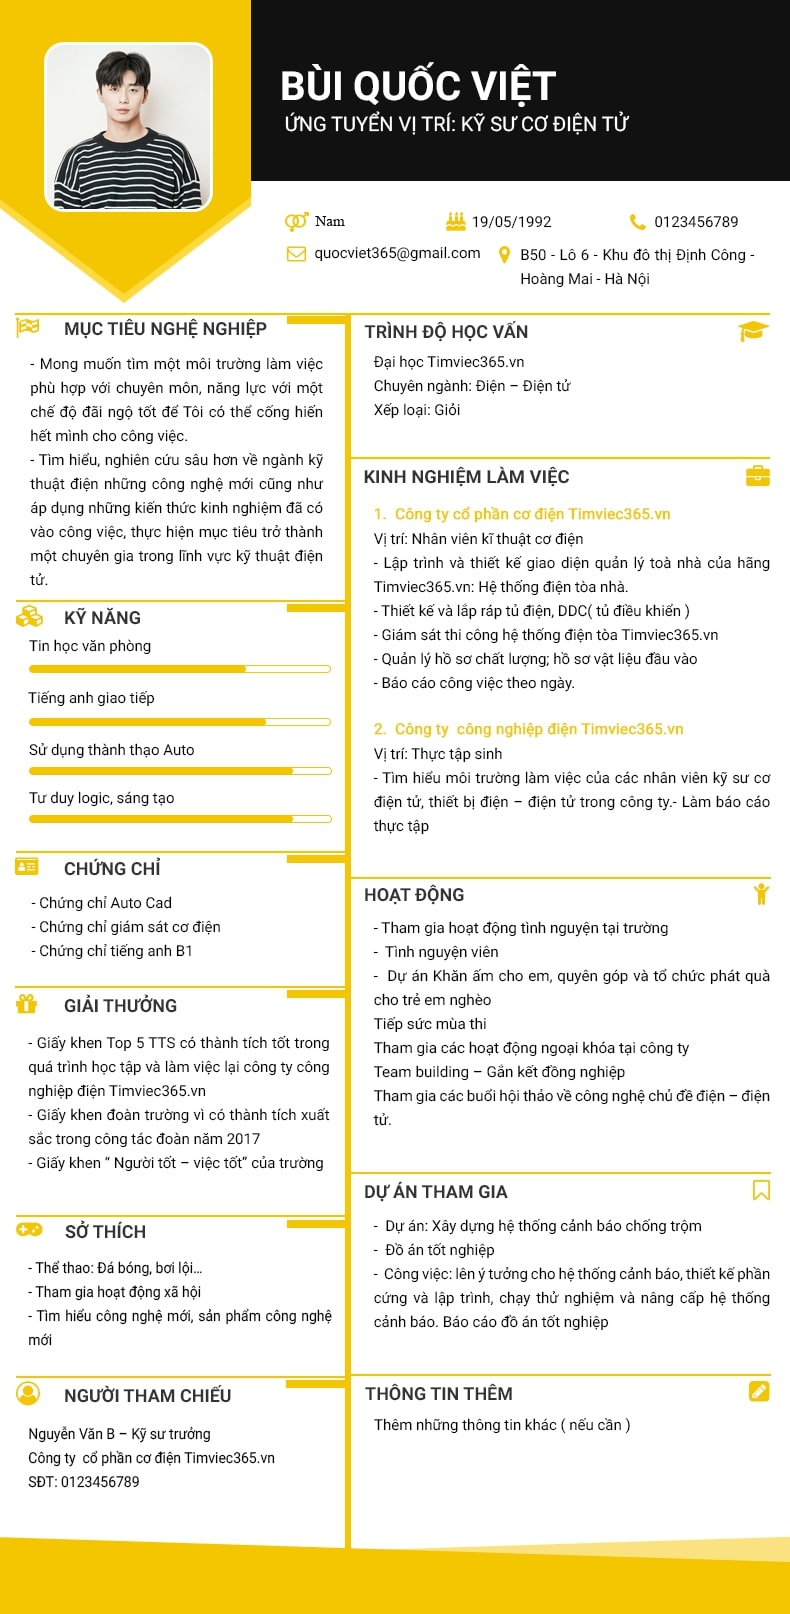 BÙI QUỐC VIỆT
ỨNG TUYỂN VỊ TRÍ: KỸ SƯ CƠ ĐIỆN TỬ
Nam
19/05/1992
0123456789
quocviet365@gmail.com
B50 - Lô 6 - Khu đô thị Định Công -
Hoàng Mai - Hà Nội
MỤC TIÊU NGHỀ NGHIỆP
- Mong muốn tìm một môi trường làm việc
phù hợp với chuyên môn, năng lực với một
chế độ đãi ngộ tốt để Tôi có thể cống hiến
hết mình cho công việc.
- Tìm hiểu, nghiên cứu sâu hơn về ngành kỹ
thuật điện những công nghệ mới cũng như
áp dụng những kiến thức kinh nghiệm đã có
vào công việc, thực hiện mục tiêu trở thành
một chuyên gia trong lĩnh vực kỹ thuật điện
tử.
KỸ NĂNG
Tin học văn phòng
Tiếng anh giao tiếp
Sử dụng thành thạo Auto
Tư duy logic, sáng tạo
CHỨNG CHỈ
- Chứng chỉ Auto Cad
- Chứng chỉ giám sát cơ điện
- Chứng chỉ tiếng anh B1
GIẢI THƯỞNG
- Giấy khen Top 5 TTS có thành tích tốt trong
quá trình học tập và làm việc lại công ty công
nghiệp điện Timviec365.vn
- Giấy khen đoàn trường vì có thành tích xuất
sắc trong công tác đoàn năm 2017
- Giấy khen “ Người tốt – việc tốt” của trường
SỞ THÍCH
- Thể thao: Đá bóng, bơi lội...
- Tham gia hoạt động xã hội
- Tìm hiểu công nghệ mới, sản phẩm công nghệ
mới
NGƯỜI THAM CHIẾU
Nguyễn Văn B – Kỹ sư trưởng
Công ty cổ phần cơ điện Timviec365.vn
SĐT: 0123456789
TRÌNH ĐỘ HỌC VẤN
Đại học Timviec365.vn
Chuyên ngành: Điện – Điện tử
Xếp loại: Giỏi
KINH NGHIỆM LÀM VIỆC
1. Công ty cổ phần cơ điện Timviec365.vn
Vị trí: Nhân viên kĩ thuật cơ điện
- Lập trình và thiết kế giao diện quản lý toà nhà của hãng
Timviec365.vn: Hệ thống điện tòa nhà.
- Thiết kế và lắp ráp tủ điện, DDC( tủ điều khiển )
- Giám sát thi công hệ thống điện tòa Timviec365.vn
- Quản lý hồ sơ chất lượng; hồ sơ vật liệu đầu vào
- Báo cáo công việc theo ngày.
2. Công ty công nghiệp điện Timviec365.vn
Vị trí: Thực tập sinh
- Tìm hiểu môi trường làm việc của các nhân viên kỹ sư cơ
điện tử, thiết bị điện – điện tử trong công ty.- Làm báo cáo
thực tập
HOẠT ĐỘNG
- Tham gia hoạt động tình nguyện tại trường
- Tình nguyện viên
- Dự án Khăn ấm cho em, quyên góp và tổ chức phát quà
cho trẻ em nghèo
Tiếp sức mùa thi
Tham gia các hoạt động ngoại khóa tại công ty
Team building – Gắn kết đồng nghiệp
Tham gia các buổi hội thảo về công nghệ chủ đề điện – điện
tử.
DỰ ÁN THAM GIA
- Dự án: Xây dựng hệ thống cảnh báo chống trộm
- Đồ án tốt nghiệp
- Công việc: lên ý tưởng cho hệ thống cảnh báo, thiết kế phần
cứng và lập trình, chạy thử nghiệm và nâng cấp hệ thống
cảnh báo. Báo cáo đồ án tốt nghiệp
THÔNG TIN THÊM
Thêm những thông tin khác ( nếu cần )